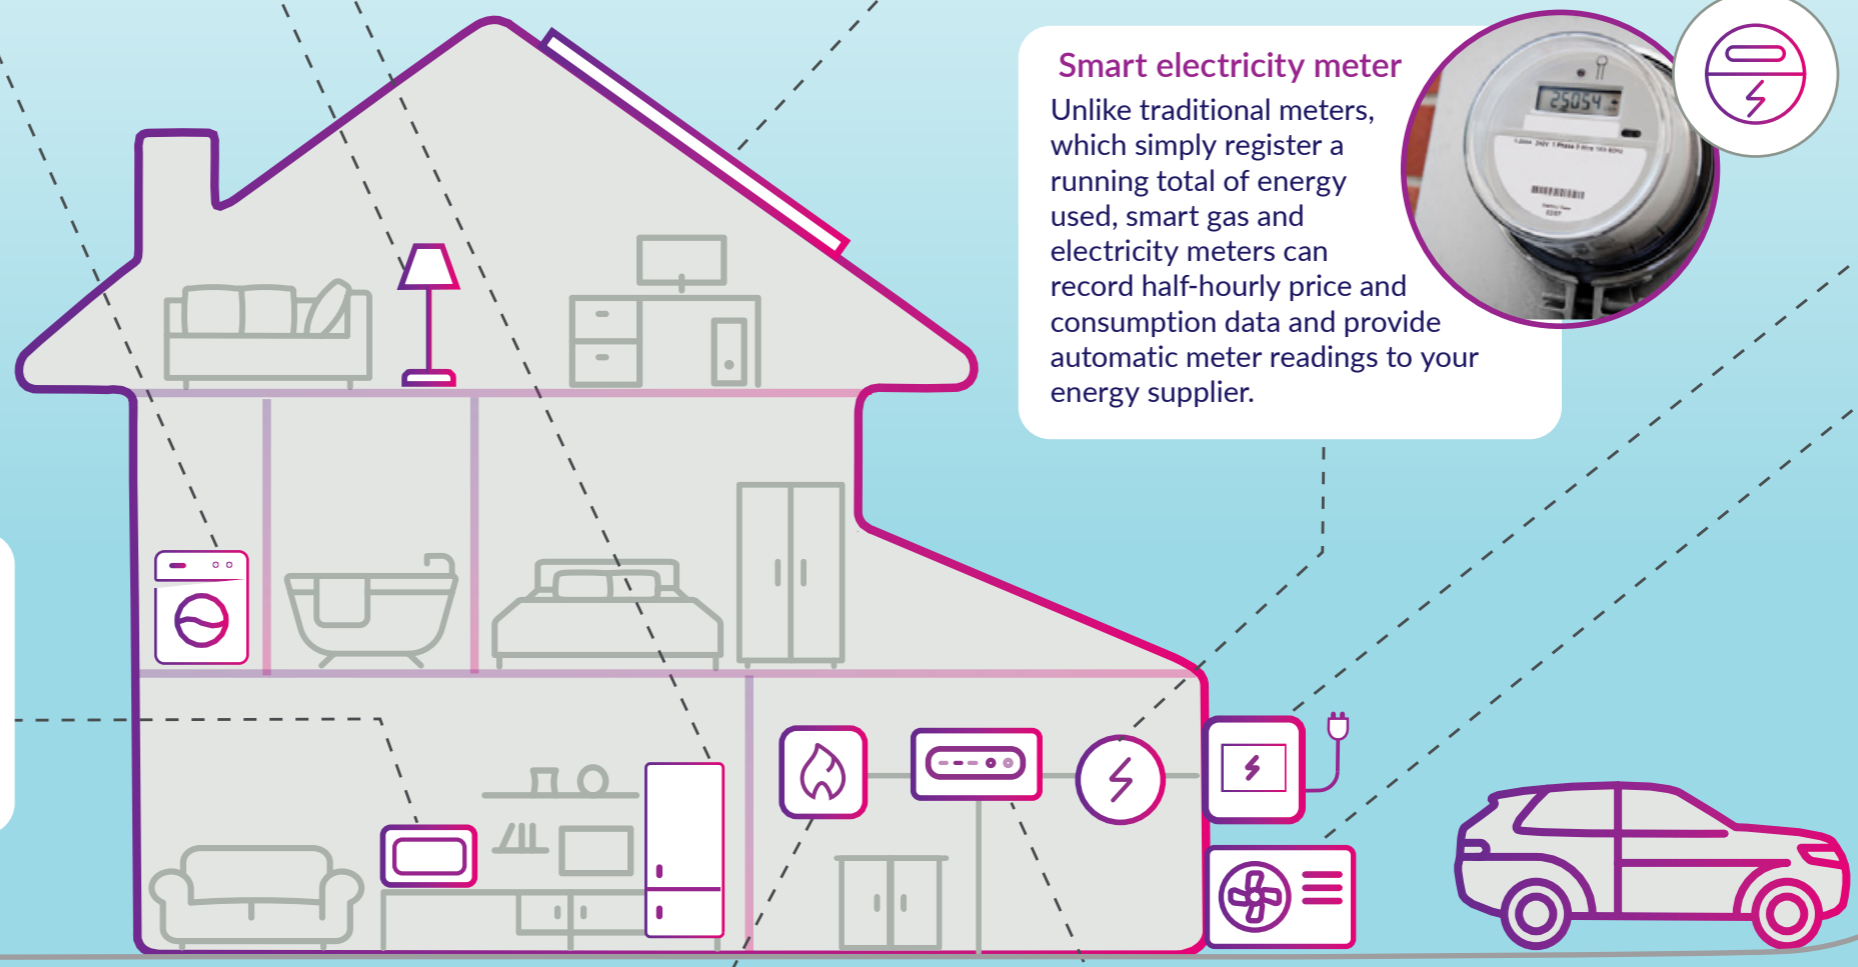 Smart electricity meter
Unlike traditional meters,
which simply register a
running total of energy
used, smart gas and
electricity meters can
record half-hourly price and
consumption data and provide
automatic meter readings to your
energy supplier.
25054